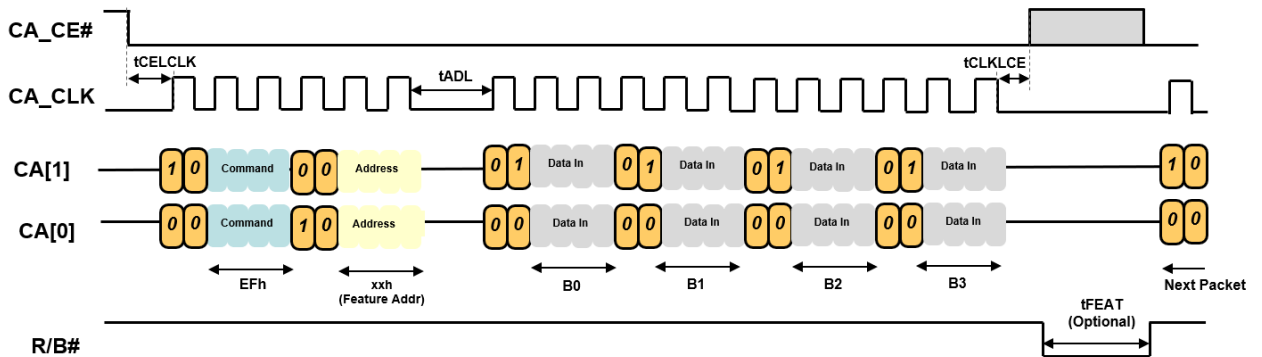 CA_CE#
tCELCLK
tADL
tCLKLCE
CA_CLK
CA[1]
1 0 Command 0 0 Address 0 1 Data In 0 1 Data In 0 1 Data In 0 1 Data In 1 0
CA[0]
0 0 Command 1 0 Address 0 0 Data In 0 0 Data In 0 0 Data In 0 0 Data In 0 0
EFh
xxh
(Feature Addr)
B0
B1
B2
B3
Next Packet
tFEAT
(Optional)
R/B#